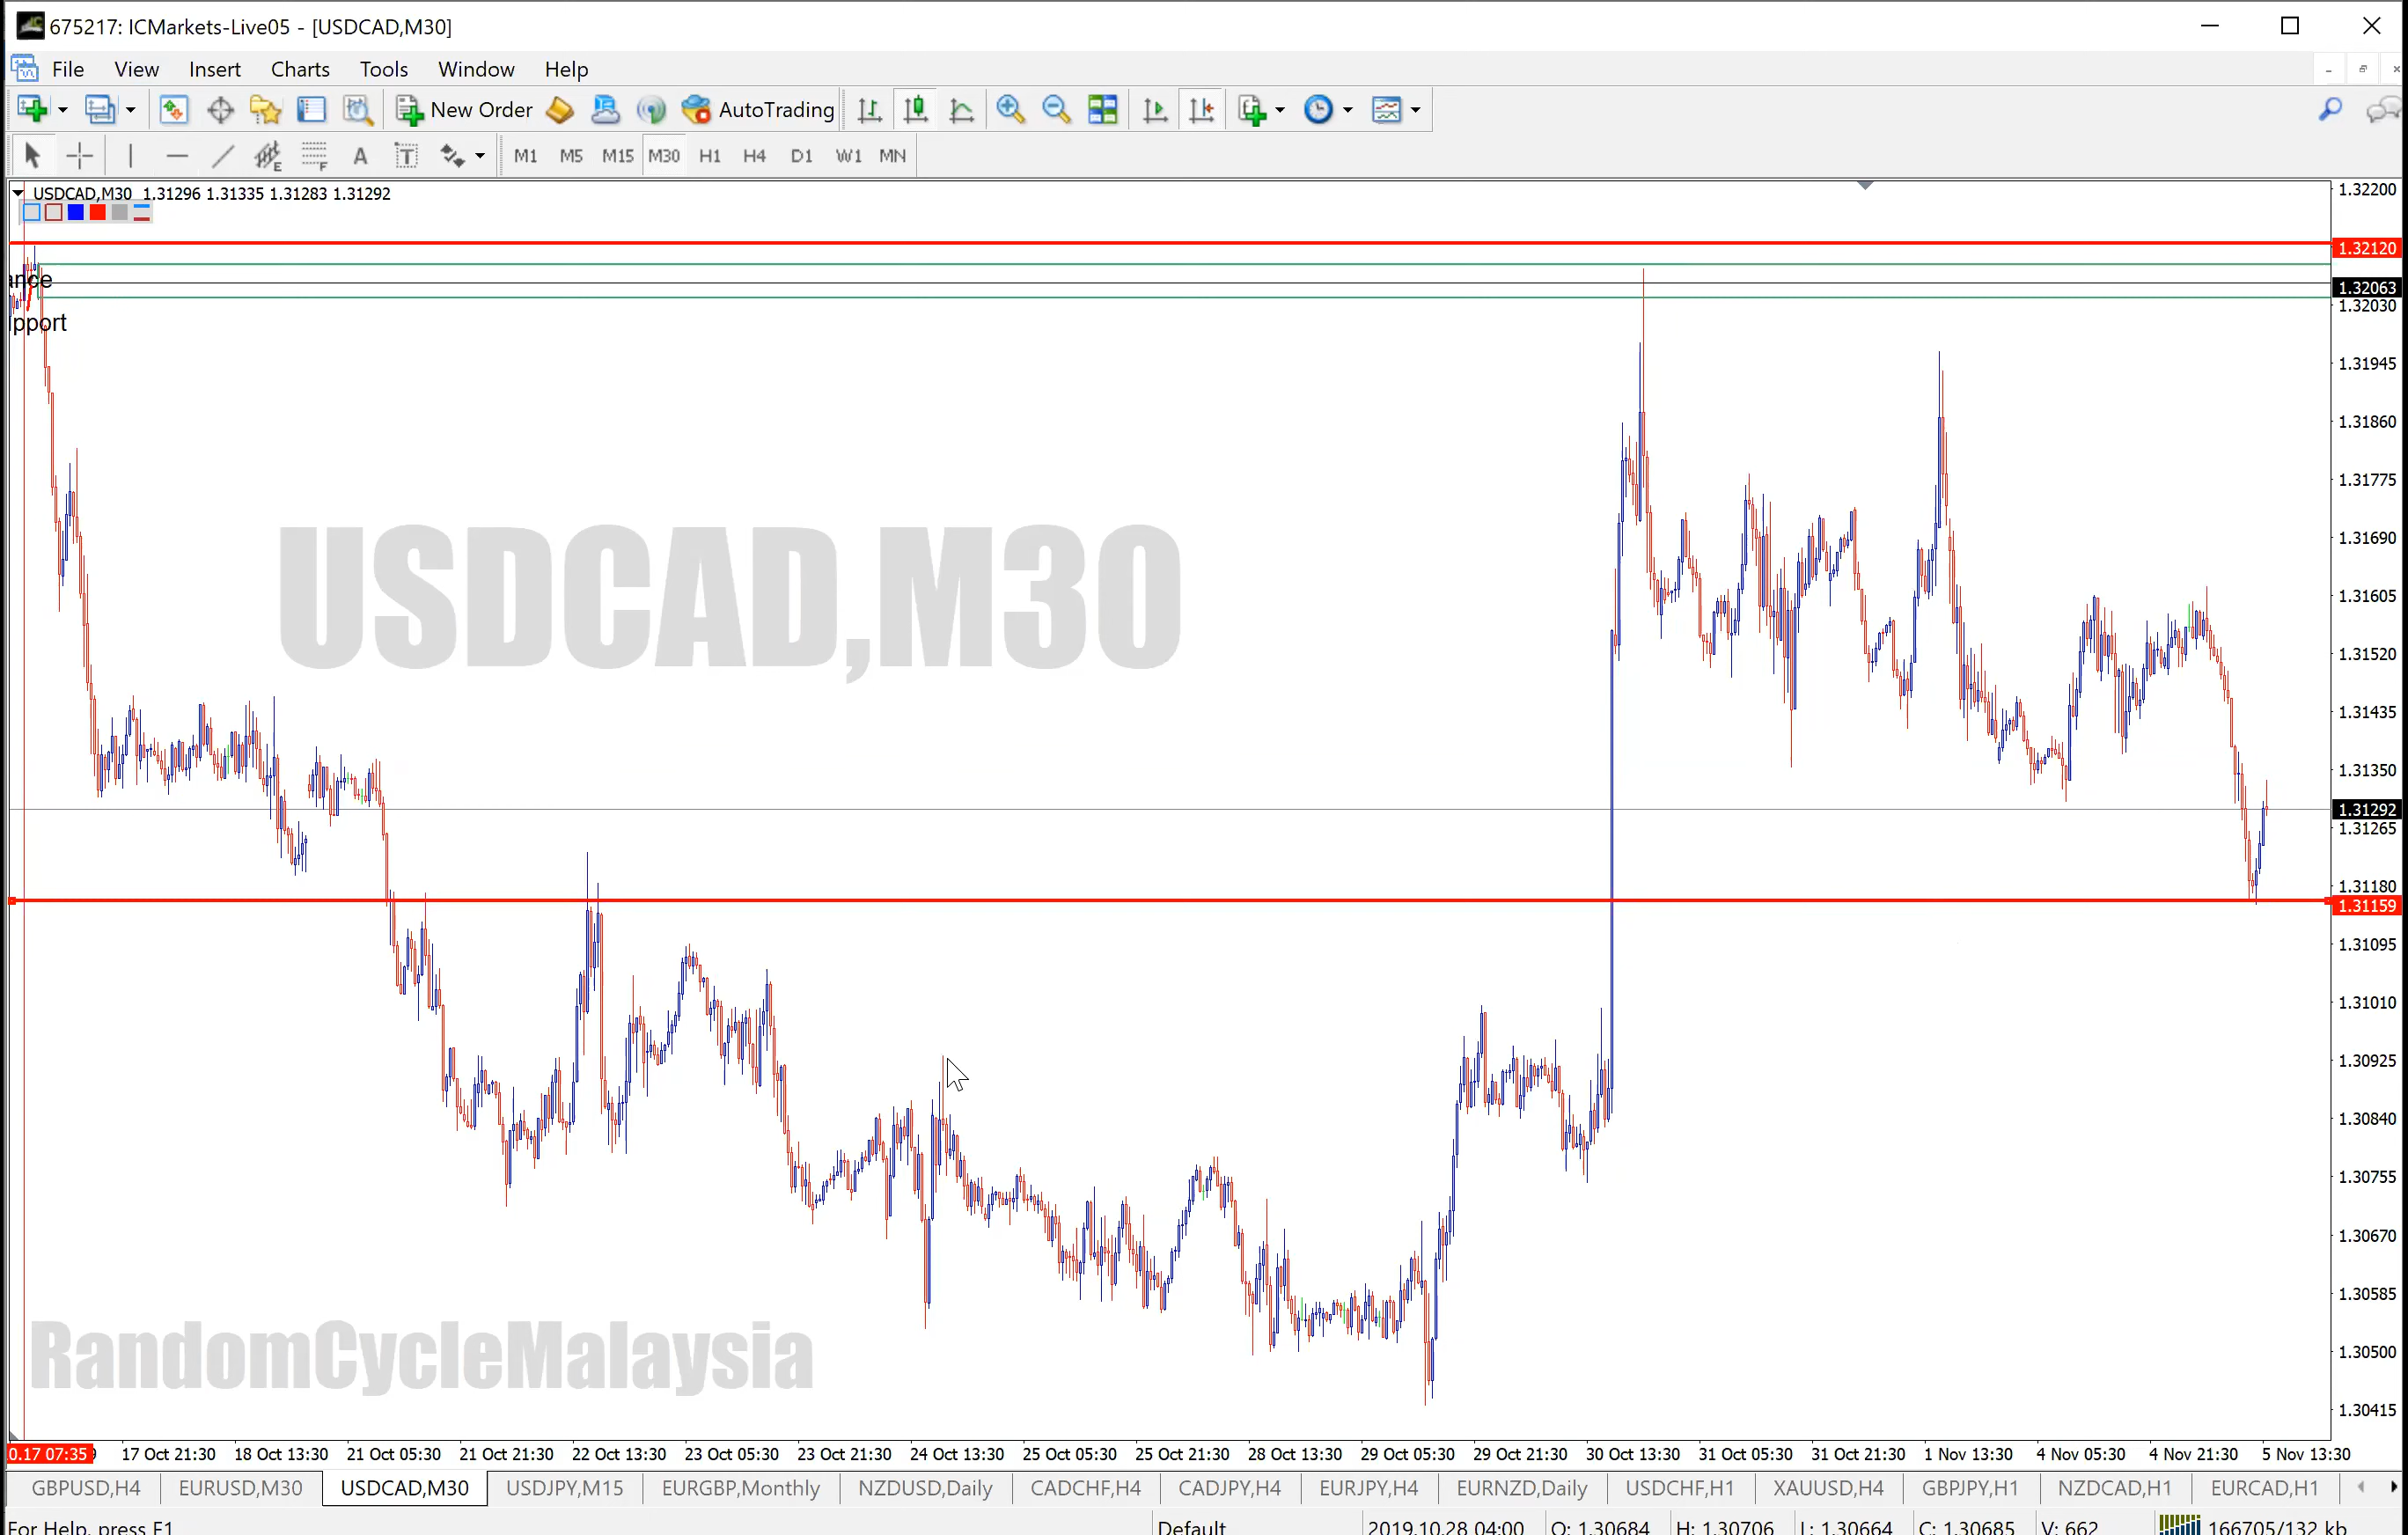 675217: ICMarkets-Live05 - [USDCAD,M30]
File View Insert Charts Tools Window Help
New Order AutoTrading
E F A T M1 M5 M15 M30 H1 H4 D1 W1 MN
USDCAD,M30 1.31296 1.31335 1.31283 1.31292
1.32200
1.32120
ance
1.32063
1.32030
pport
1.31945
1.31860
1.31775
USDCAD,M30
1.31690
1.31605
1.31520
1.31435
1.31350
1.31292
1.31265
1.31180
1.31159
1.31095
1.31010
1.30925
1.30840
1.30755
1.30670
1.30585
RandomCycleMalaysia
1.30500
1.30415
0.17 07:35 9 17 Oct 21:30 18 Oct 13:30 21 Oct 05:30 21 Oct 21:30 22 Oct 13:30 23 Oct 05:30 23 Oct 21:30 24 Oct 13:30 25 Oct 05:30 25 Oct 21:30 28 Oct 13:30 29 Oct 05:30 29 Oct 21:30 30 Oct 13:30 31 Oct 05:30 31 Oct 21:30 1 Nov 13:30 4 Nov 05:30 4 Nov 21:30 5 Nov 13:30
GBPUSD,H4 EURUSD,M30 USDCAD,M30 USDJPY,M15 EURGBP,Monthly NZDUSD,Daily CADCHF,H4 CADJPY,H4 EURJPY,H4 EURNZD,Daily USDCHF,H1 XAUUSD,H4 GBPJPY,H1 NZDCAD,H1 EURCAD,H1
For Help, press F1 Default 2019.10.28 04:00 O: 1.30684 H: 1.30706 L: 1.30664 C: 1.30685 V: 662 166705/132 kb